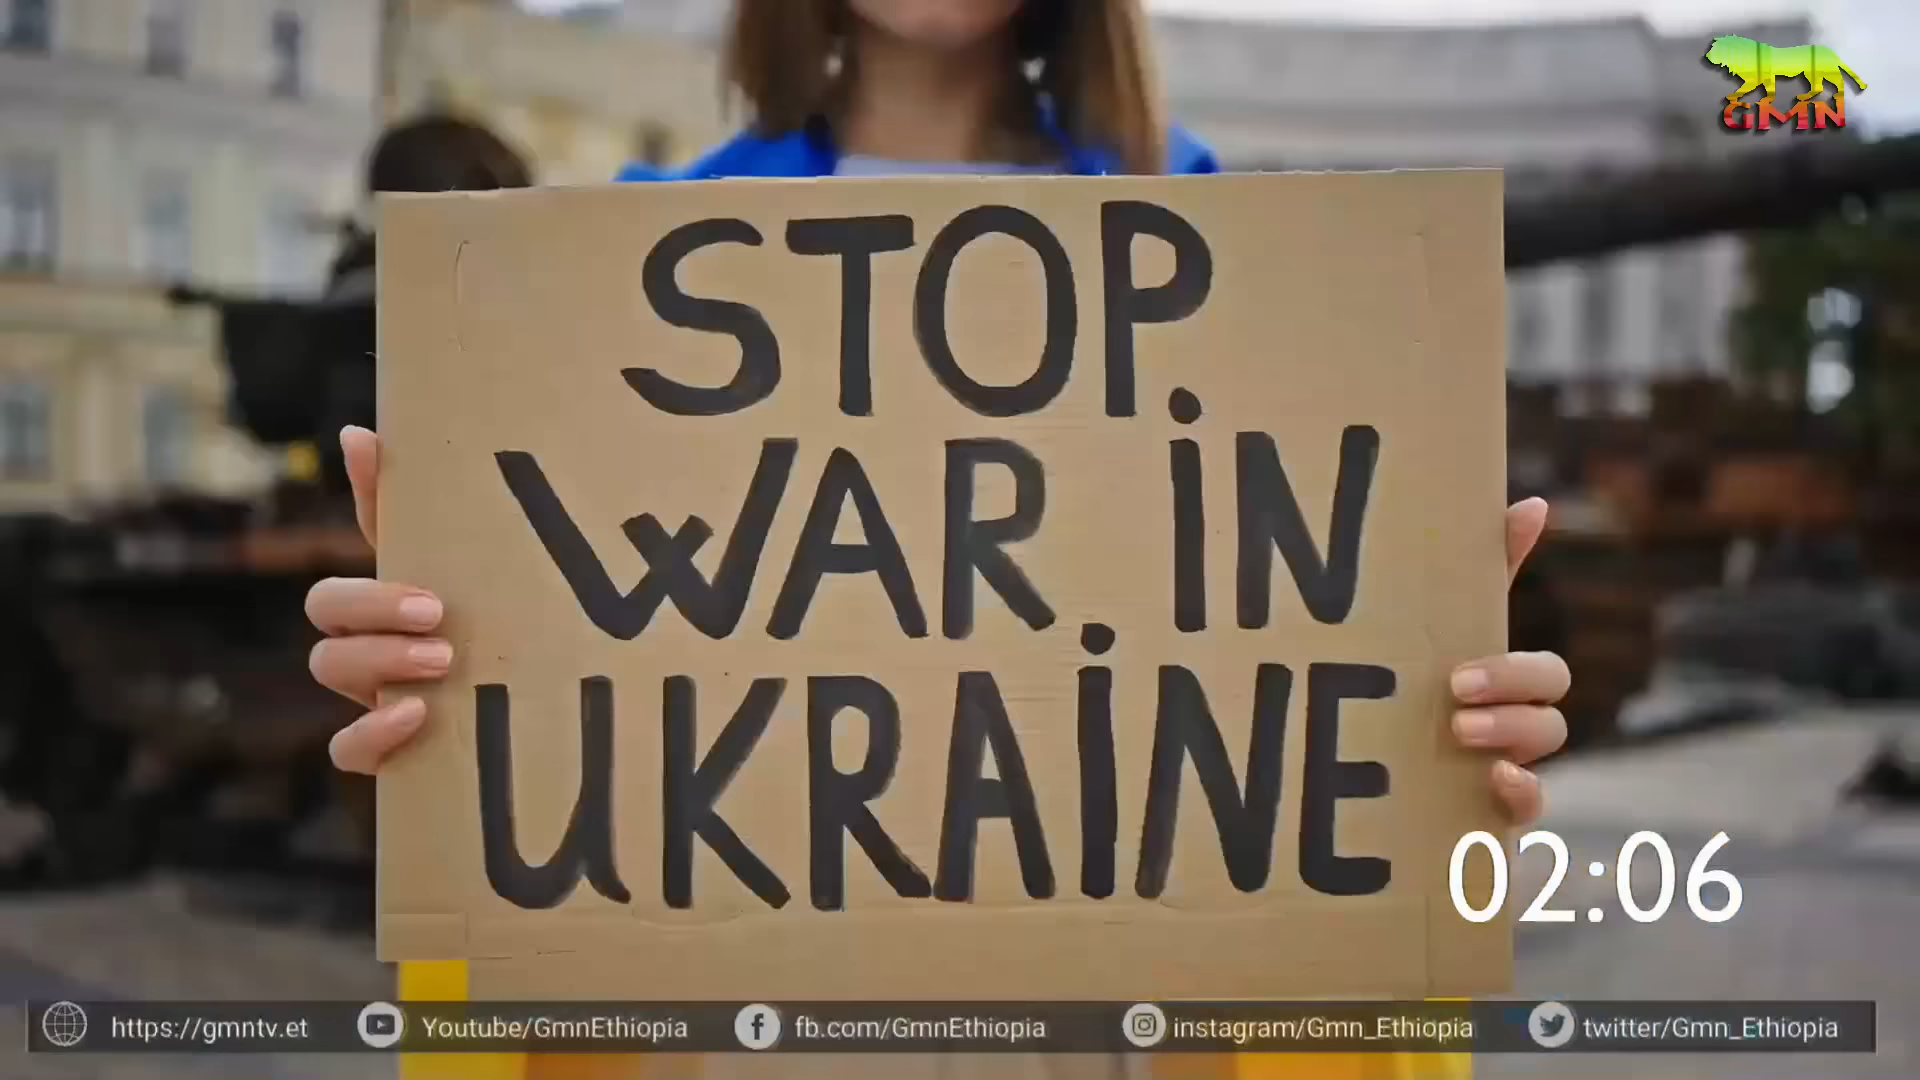 GMN
STOP
WAR iN
UKRAiNE
02:06
https://gmntv.et Youtube/GmnEthiopia fb.com/GmnEthiopia instagram/Gmn_Ethiopia twitter/Gmn_Ethiopia